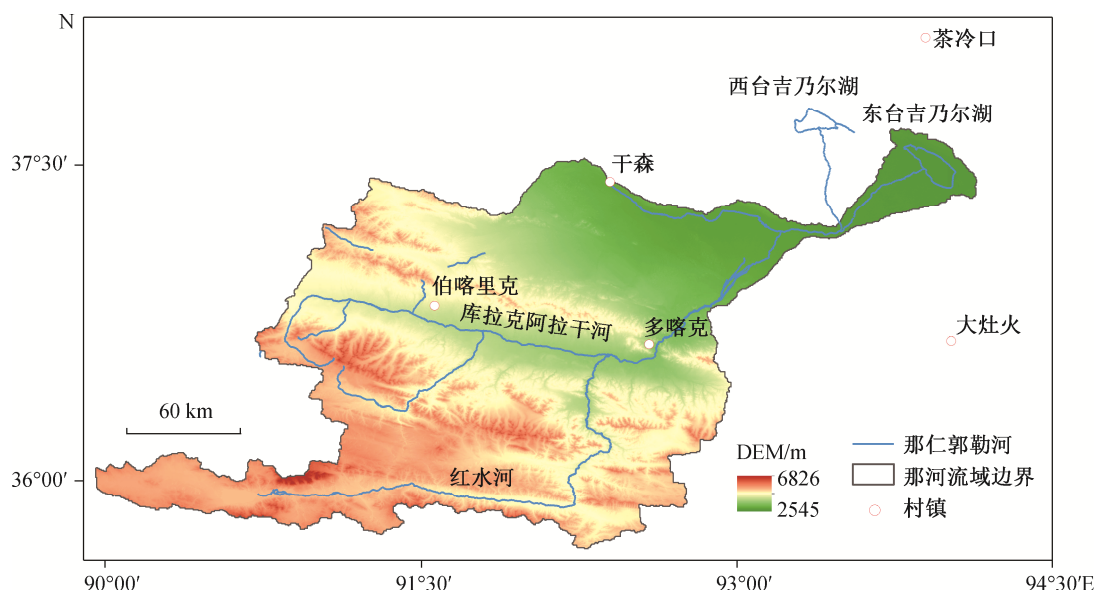 N
茶冷口
西台吉乃尔湖
东台吉乃尔湖
37°30′
干森
伯喀里克
库拉克阿拉干河
多喀克
大灶火
60 km
DEM/m
6826
2545
那仁郭勒河
那河流域边界
村镇
36°00′
红水河
90°00′
91°30′
93°00′
94°30′E